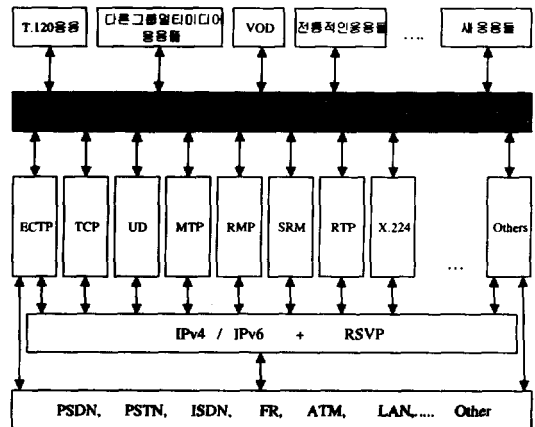 T.120응용
다른그룹멀티미디어
응용들
VOD
전통적인응용들
....
새 응용들
ECTP
TCP
UD
MTP
RMP
SRM
RTP
X.224
...
Others
IPv4 / IPv6 + RSVP
PSDN, PSTN, ISDN, FR, ATM, LAN,.... Other